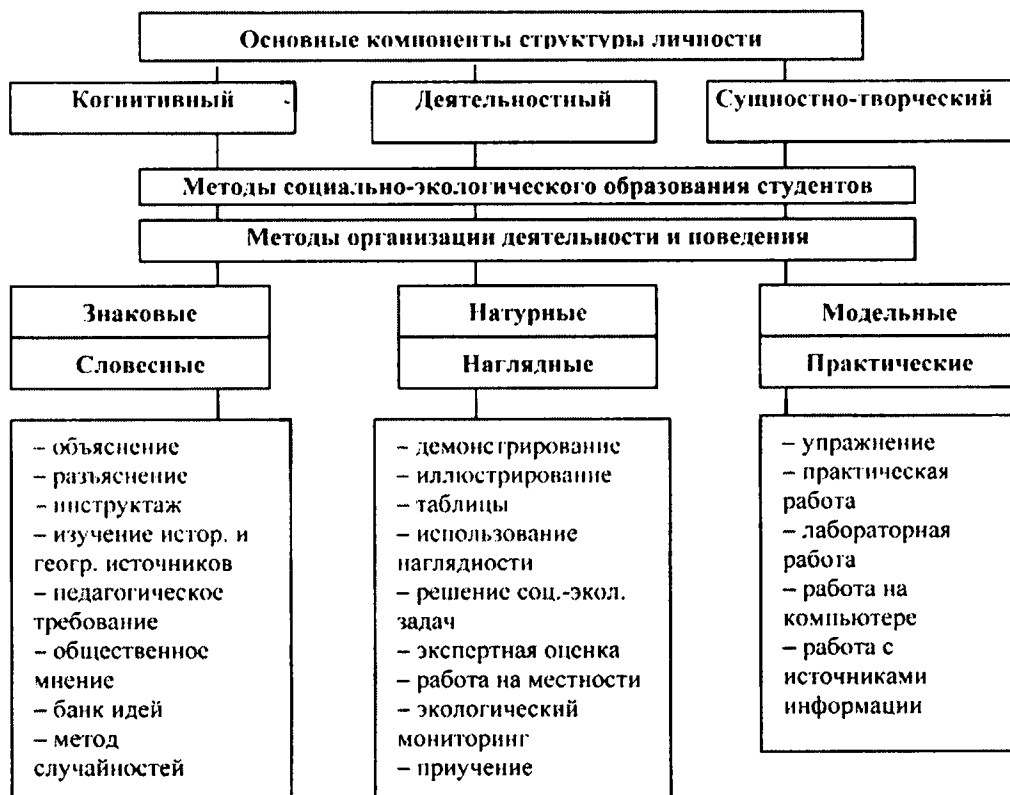 Основные компоненты структуры личности
Когнитивный
Деятельностный
Сущностно-творческий
Методы социально-экологического образования студентов
Методы организации деятельности и поведения
Знаковые
Словесные
Натурные
Наглядные
Модельные
Практические
– объяснение
– разъяснение
– инструктаж
– изучение истор. и
геогр. источников
– педагогическое
требование
– общественное
мнение
– банк идей
– метод
случайностей
– демонстрирование
– иллюстрирование
– таблицы
– использование
наглядности
– решение соц.-экол.
задач
– экспертная оценка
– работа на местности
– экологический
мониторинг
– приучение
– упражнение
– практическая
работа
– лабораторная
работа
– работа на
компьютере
– работа с
источниками
информации